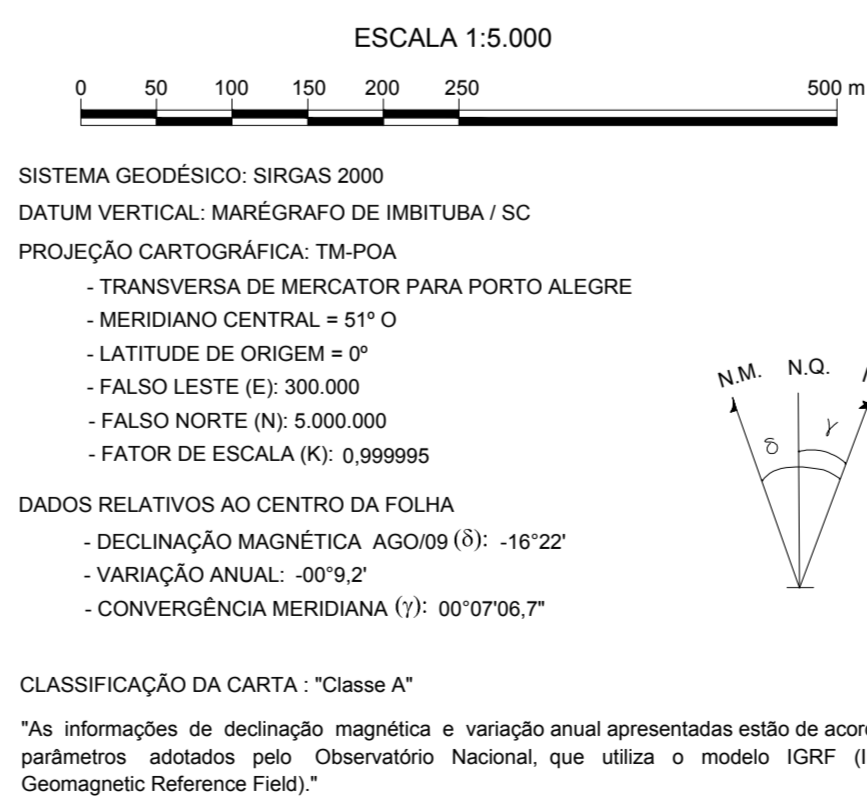 ESCALA 1:5.000
0 50 100 150 200 250 500 m
SISTEMA GEODÉSICO: SIRGAS 2000
DATUM VERTICAL: MARÉGRAFO DE IMBITUBA / SC
PROJEÇÃO CARTOGRÁFICA: TM-POA
- TRANSVERSA DE MERCATOR PARA PORTO ALEGRE
- MERIDIANO CENTRAL = 51º O
- LATITUDE DE ORIGEM = 0º
- FALSO LESTE (E): 300.000
- FALSO NORTE (N): 5.000.000
- FATOR DE ESCALA (K): 0,999995
N.M. N.Q.
δ γ
DADOS RELATIVOS AO CENTRO DA FOLHA
- DECLINAÇÃO MAGNÉTICA AGO/09 (δ): -16°22'
- VARIAÇÃO ANUAL: -00°9,2'
- CONVERGÊNCIA MERIDIANA (γ): 00°07'06,7"
CLASSIFICAÇÃO DA CARTA : "Classe A"
"As informações de declinação magnética e variação anual apresentadas estão de
parâmetros adotados pelo Observatório Nacional, que utiliza o modelo IGRF
Geomagnetic Reference Field)."